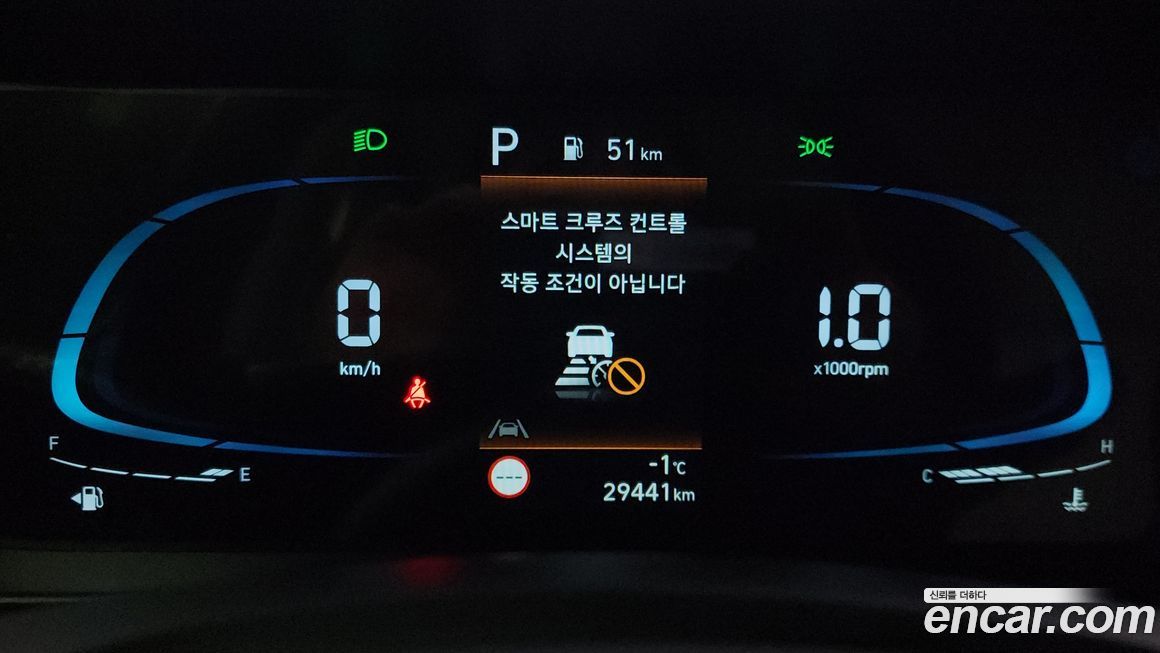 P 51 km
스마트 크루즈 컨트롤
시스템의
작동 조건이 아닙니다
0
km/h
1.0
x1000rpm
F E
C H
---
-1℃
29441 km
신뢰를 더하다
encar.com